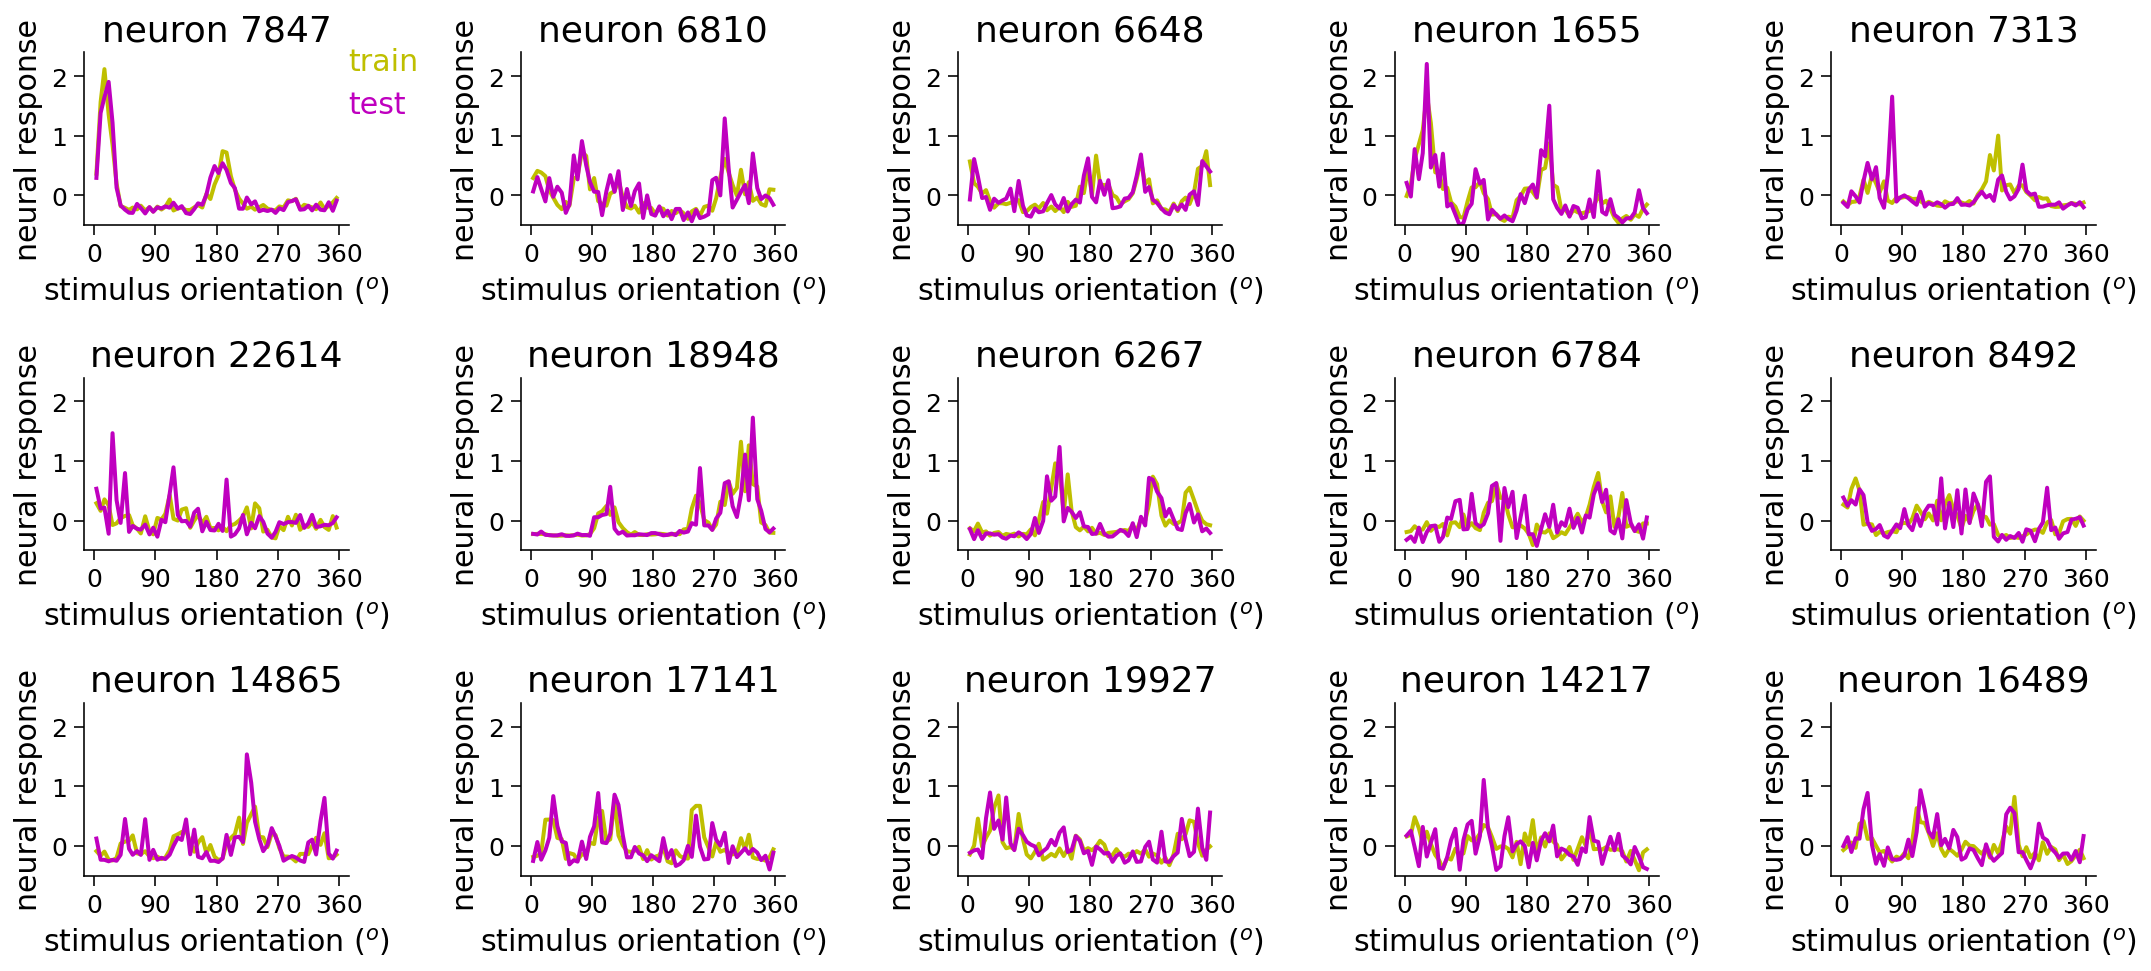 neuron 7847
train
test
neural response
2
1
0
0 90 180 270 360
stimulus orientation (°)
neuron 6810
neural response
2
1
0
0 90 180 270 360
stimulus orientation (°)
neuron 6648
neural response
2
1
0
0 90 180 270 360
stimulus orientation (°)
neuron 1655
neural response
2
1
0
0 90 180 270 360
stimulus orientation (°)
neuron 7313
neural response
2
1
0
0 90 180 270 360
stimulus orientation (°)
neuron 22614
neural response
2
1
0
0 90 180 270 360
stimulus orientation (°)
neuron 18948
neural response
2
1
0
0 90 180 270 360
stimulus orientation (°)
neuron 6267
neural response
2
1
0
0 90 180 270 360
stimulus orientation (°)
neuron 6784
neural response
2
1
0
0 90 180 270 360
stimulus orientation (°)
neuron 8492
neural response
2
1
0
0 90 180 270 360
stimulus orientation (°)
neuron 14865
neural response
2
1
0
0 90 180 270 360
stimulus orientation (°)
neuron 17141
neural response
2
1
0
0 90 180 270 360
stimulus orientation (°)
neuron 19927
neural response
2
1
0
0 90 180 270 360
stimulus orientation (°)
neuron 14217
neural response
2
1
0
0 90 180 270 360
stimulus orientation (°)
neuron 16489
neural response
2
1
0
0 90 180 270 360
stimulus orientation (°)